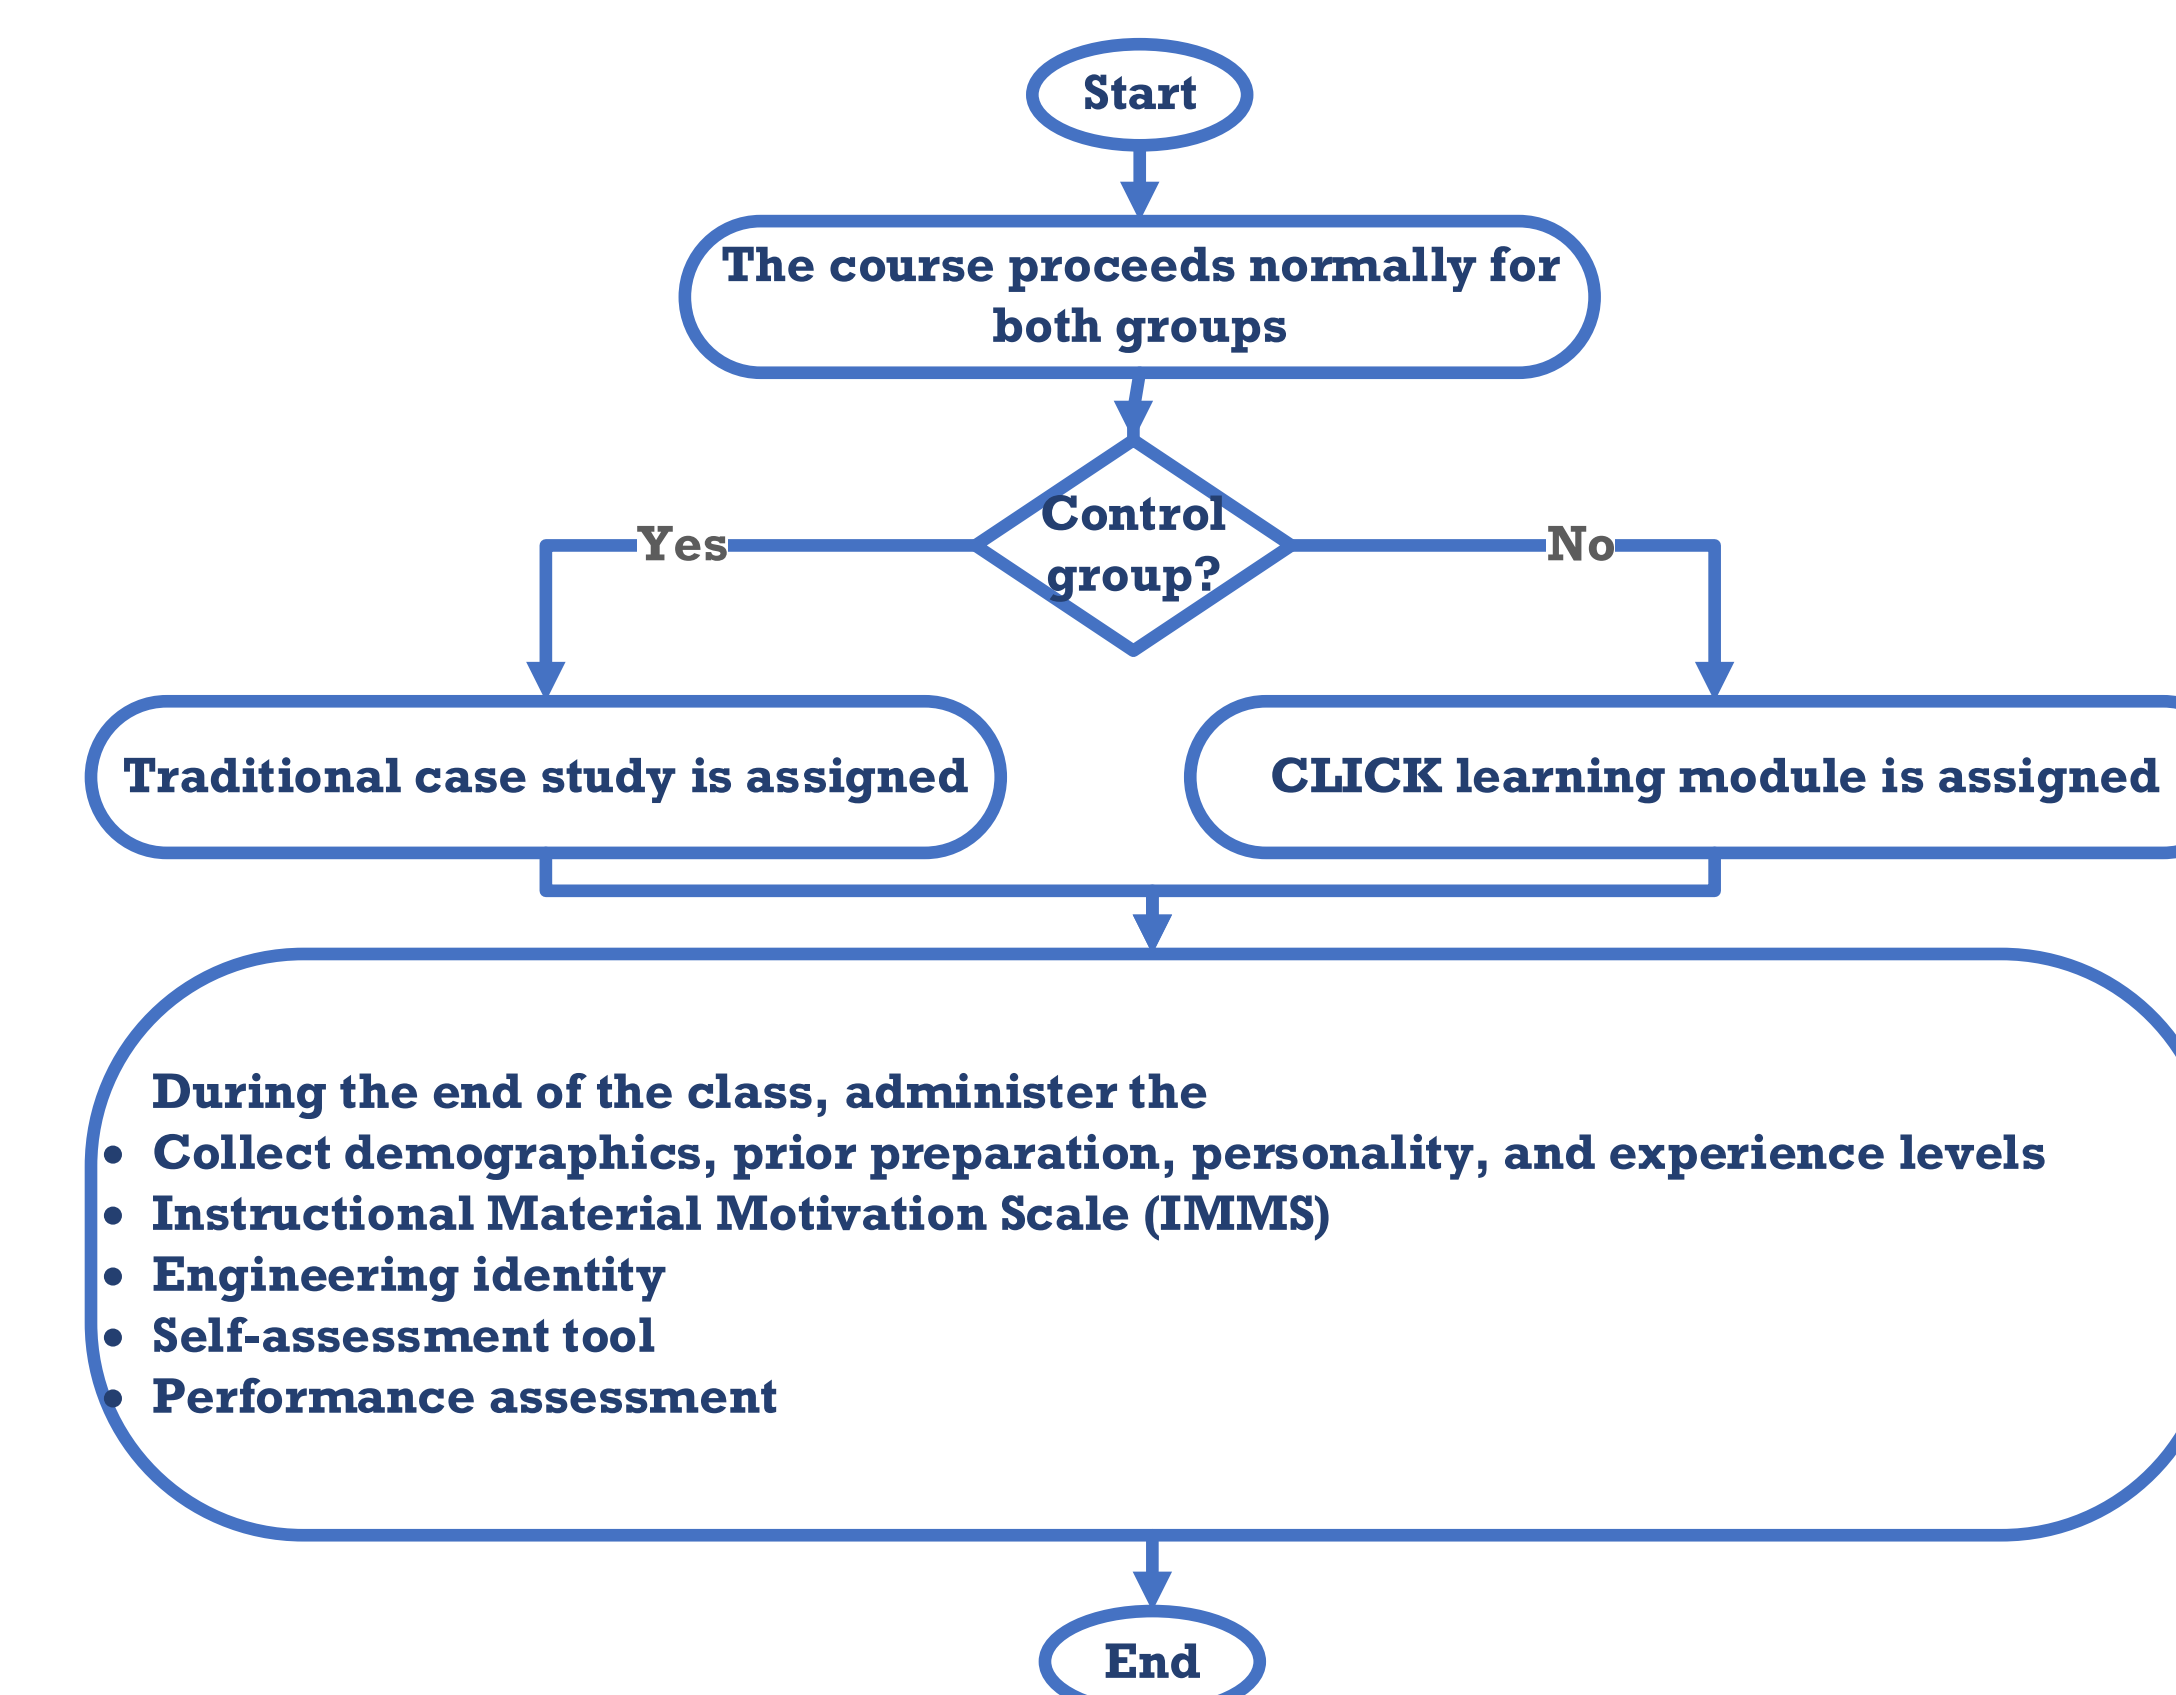 Start
The course proceeds normally for
both groups
Control
group?
Yes
No
Traditional case study is assigned
CLICK learning module is assigned
During the end of the class, administer the
• Collect demographics, prior preparation, personality, and experience levels
• Instructional Material Motivation Scale (IMMS)
• Engineering identity
• Self-assessment tool
• Performance assessment
End